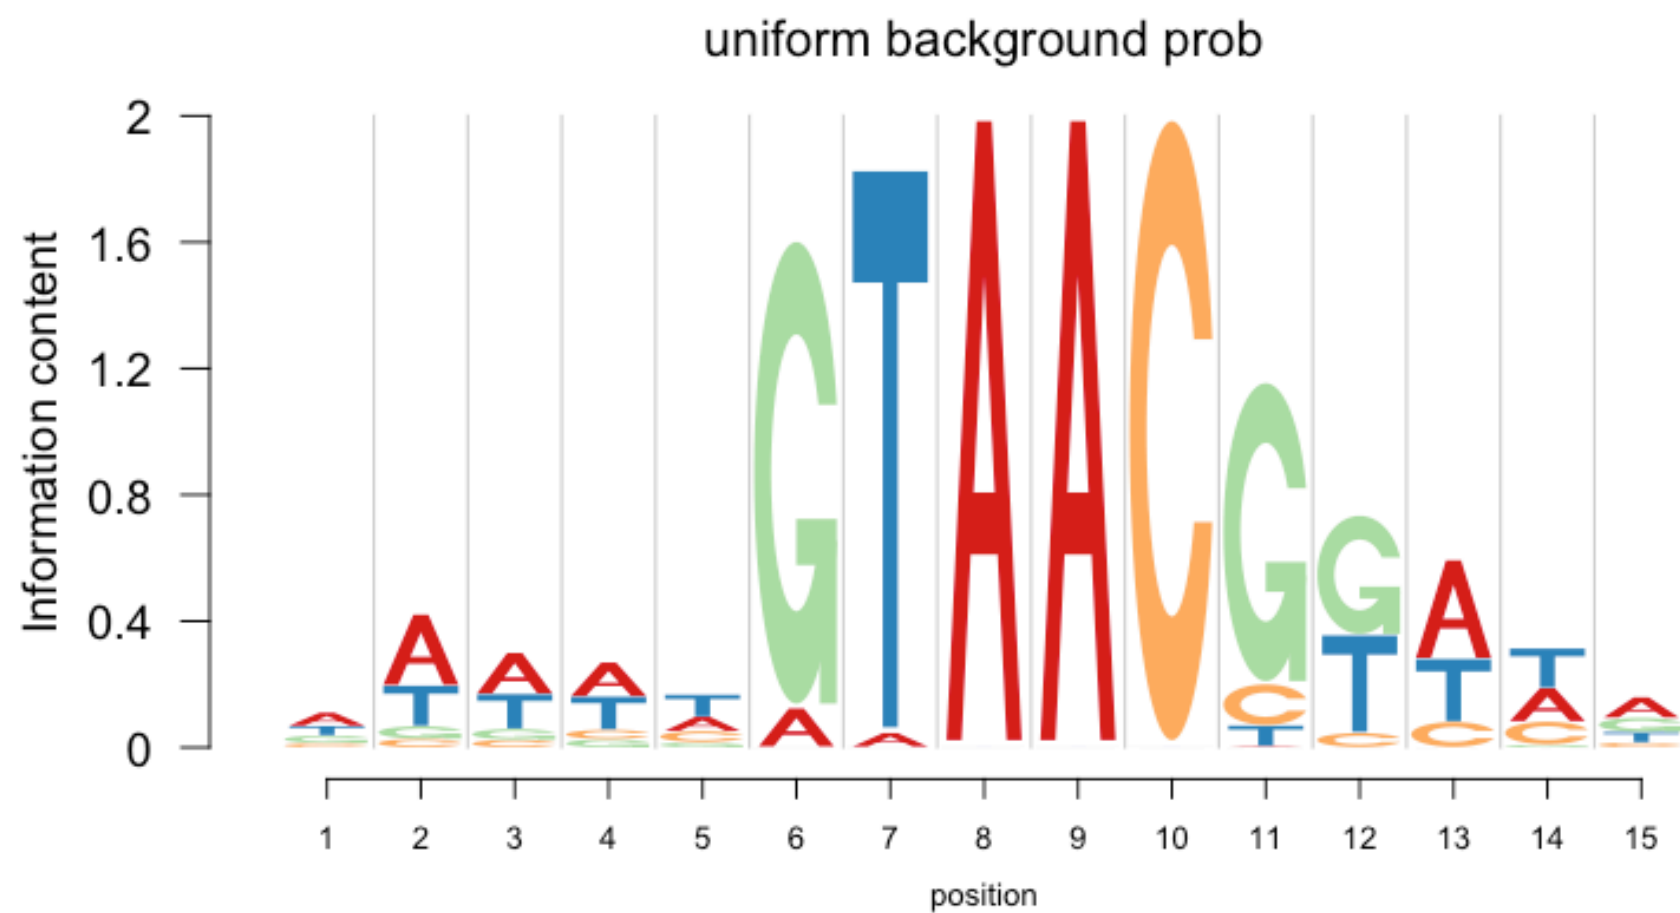 uniform background prob
Information content
2
1.6
1.2
0.8
0.4
0
A T G C
A T G C
A T G C
A T C G
T A C G
G A
T A
A
A
C
G C T
G T C
A T C
T A C
A G T C
1 2 3 4 5 6 7 8 9 10 11 12 13 14 15
position